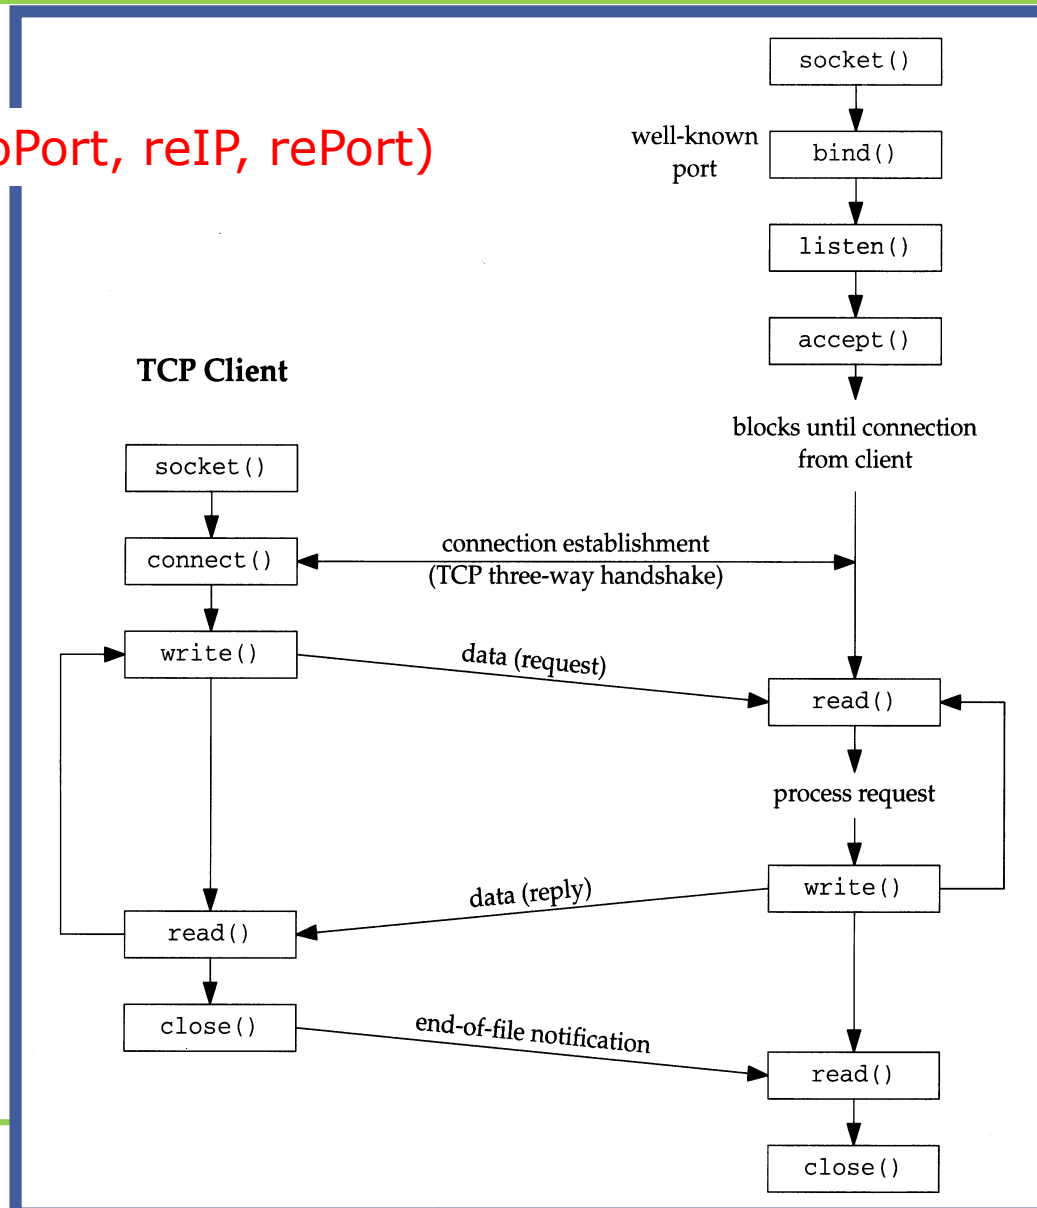 socket()
well-known
port
bind()
Port, reIP, rePort)
listen()
accept()
TCP Client
blocks until connection
from client
socket()
connection establishment
(TCP three-way handshake)
connect()
write()
data (request)
read()
process request
write()
data (reply)
read()
close()
end-of-file notification
read()
close()